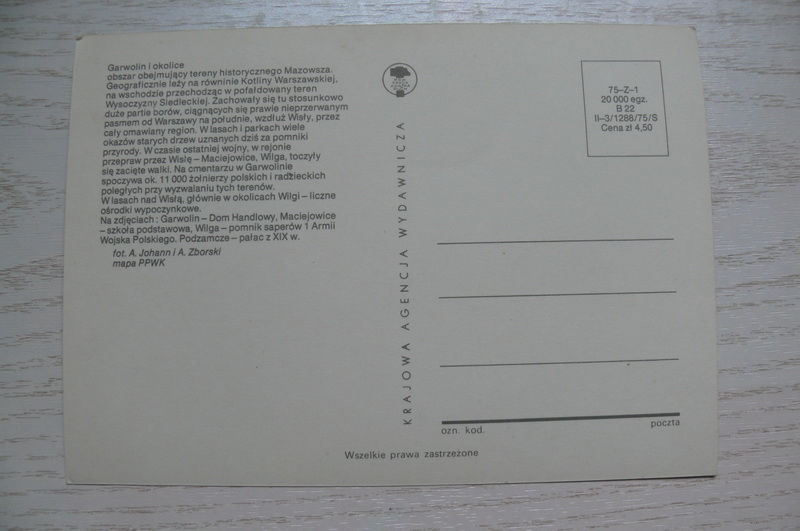 Garwolin i okolice
obszar obejmujący tereny historycznego Mazowsza.
Geograficznie leży na równinie Kotliny Warszawskiej,
na wschodzie przechodząc w pofałdowany teren
Wysoczyzny Siedleckiej. Zachowały się tu stosunkowo
duże partie borów, ciągnących się prawie nieprzerwanym
pasmem od Warszawy na południe, wzdłuż Wisły, przez
cały omawiany region. W lasach i parkach wiele
okazów starych drzew uznanych dziś za pomniki
przyrody. W czasie ostatniej wojny, w rejonie
przepraw przez Wisłę – Maciejowice, Wilga, toczyły
się zacięte walki. Na cmentarzu w Garwolinie
spoczywa ok. 11 000 żołnierzy polskich i radzieckich
poległych przy wyzwalaniu tych terenów.
W lasach nad Wisłą, głównie w okolicach Wilgi – liczne
ośrodki wypoczynkowe.
Na zdjęciach: Garwolin – Dom Handlowy, Maciejowice
– szkoła podstawowa, Wilga – pomnik saperów 1 Armii
Wojska Polskiego. Podzamcze – pałac z XIX w.
fot. A. Johann i A. Zborski
mapa PPWK
KRAJOWA AGENCJA WYDAWNICZA
75–Z–1
20 000 egz.
B 22
II–3/1288/75/S
Cena zł 4,50
ozn. kod.
poczta
Wszelkie prawa zastrzeżone